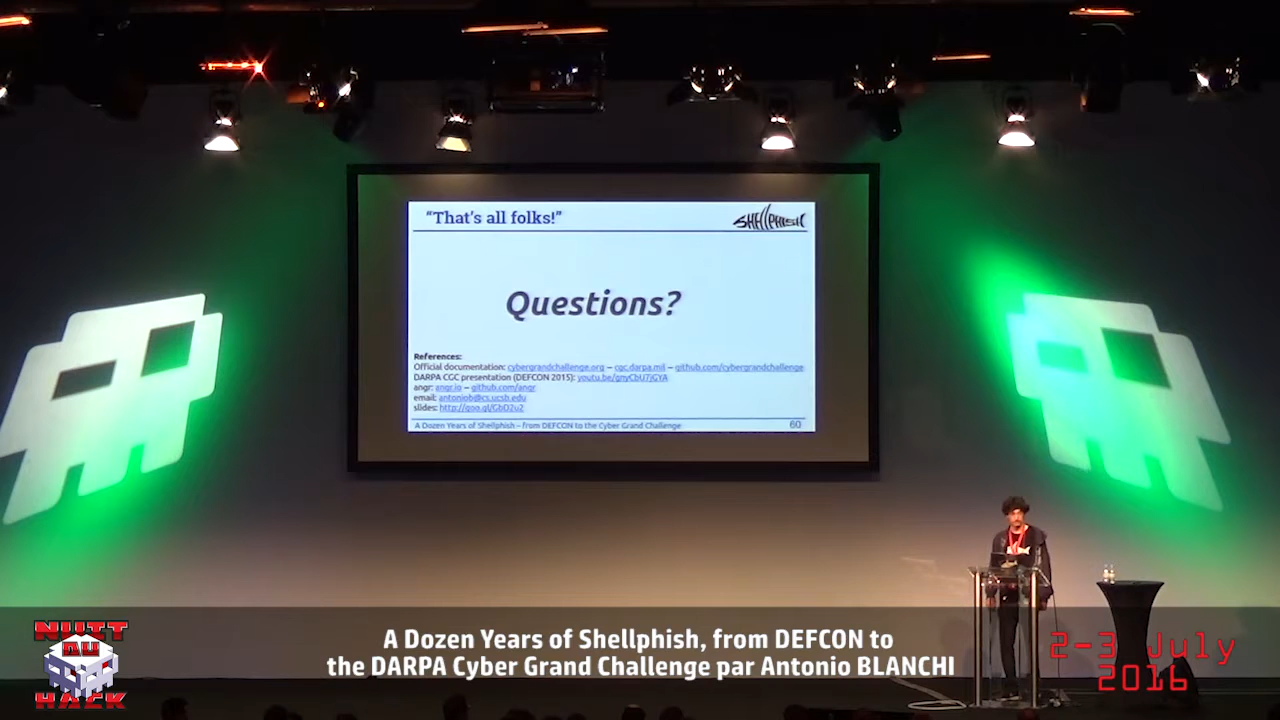 “That’s all folks!”
SHELLPHISH
Questions?
References:
Official documentation: cybergrandchallenge.org – cgc.darpa.mil – github.com/cybergrandchallenge
DARPA CGC presentation (DEFCON 2015): youtu.be/gnyCbU7jGYA
angr: angr.io – github.com/angr
email: antoniob@cs.ucsb.edu
slides: http://goo.gl/GbD2u2
A Dozen Years of Shellphish – from DEFCON to the Cyber Grand Challenge
60
NUIT
DU
HACK
A Dozen Years of Shellphish, from DEFCON to
the DARPA Cyber Grand Challenge par Antonio BLANCHI
2-3 July
2016